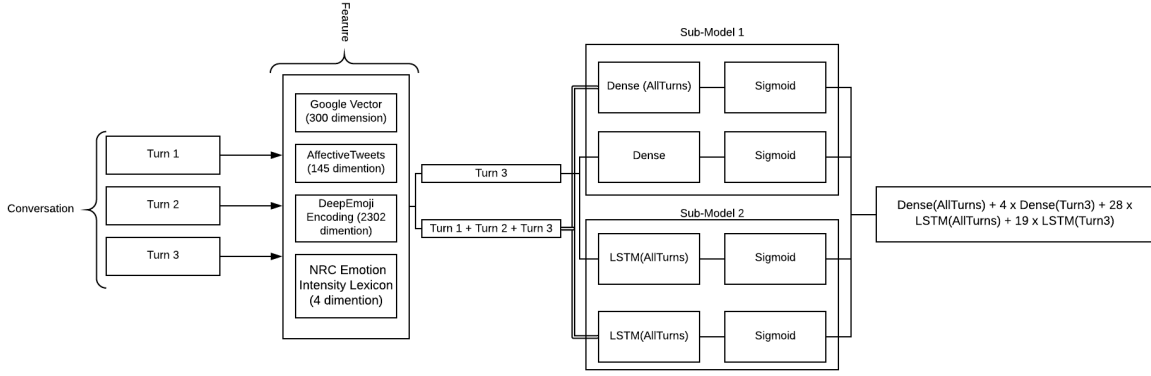 Conversation
Turn 1
Turn 2
Turn 3
Fearure
Google Vector
(300 dimension)
AffectiveTweets
(145 dimention)
DeepEmoji
Encoding (2302
dimention)
NRC Emotion
Intensity Lexicon
(4 dimention)
Turn 3
Turn 1 + Turn 2 + Turn 3
Sub-Model 1
Dense (AllTurns)
Sigmoid
Dense
Sigmoid
Sub-Model 2
LSTM(AllTurns)
Sigmoid
LSTM(AllTurns)
Sigmoid
Dense(AllTurns) + 4 x Dense(Turn3) + 28 x
LSTM(AllTurns) + 19 x LSTM(Turn3)